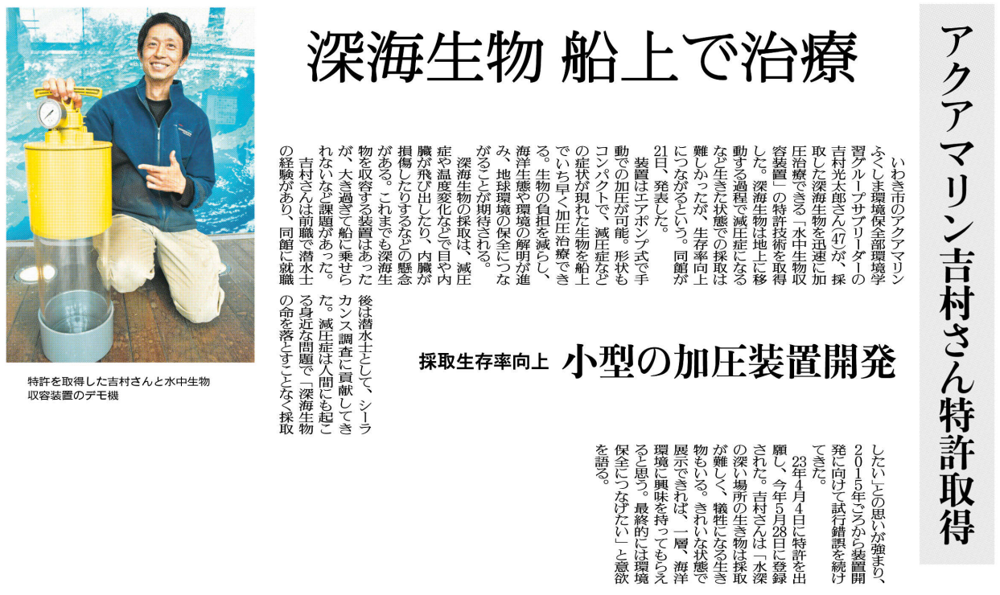 アクアマリン吉村さん特許取得
深海生物 船上で治療
採取生存率向上 小型の加圧装置開発
いわき市のアクアマリン
ふくしま環境保全部環境学
習グループサブリーダーの
吉村光太郎さん(47)が、採
取した深海生物を迅速に加
圧治療できる「水中生物収
容装置」の特許技術を取得
した。深海生物は地上に移
動する過程で減圧症になる
など生きた状態での採取は
難しかったが、生存率向上
につながるという。同館が
21日、発表した。
装置はエアポンプ式で手
動での加圧が可能。形状も
コンパクトで、減圧症など
の症状が現れた生物を船上
でいち早く加圧治療でき
る。生物の負担を減らし、
海洋生態や環境の解明が進
み、地球環境の保全につな
がることが期待される。
深海生物の採取は、減圧
症や温度変化などで目や内
臓が飛び出したり、内臓が
損傷したりするなどの懸念
がある。これまでも深海生
物を収容する装置はあった
が、大き過ぎて船に乗せら
れないなど課題があった。
吉村さんは前職で潜水士
の経験があり、同館に就職
後は潜水士として、シーラ
カンス調査に貢献してき
た。減圧症は人間にも起こ
る身近な問題で「深海生物
の命を落とすことなく採取
したい」との思いが強まり、
2015年ごろから装置開
発に向けて試行錯誤を続け
てきた。
23年4月4日に特許を出
願し、今年5月28日に登録
された。吉村さんは「水深
の深い場所の生き物は採取
が難しく、犠牲になる生き
物もいる。きれいな状態で
展示できれば、一層、海洋
環境に興味を持ってもらえ
ると思う。最終的には環境
保全につなげたい」と意欲
を語る。
特許を取得した吉村さんと水中生物
収容装置のデモ機